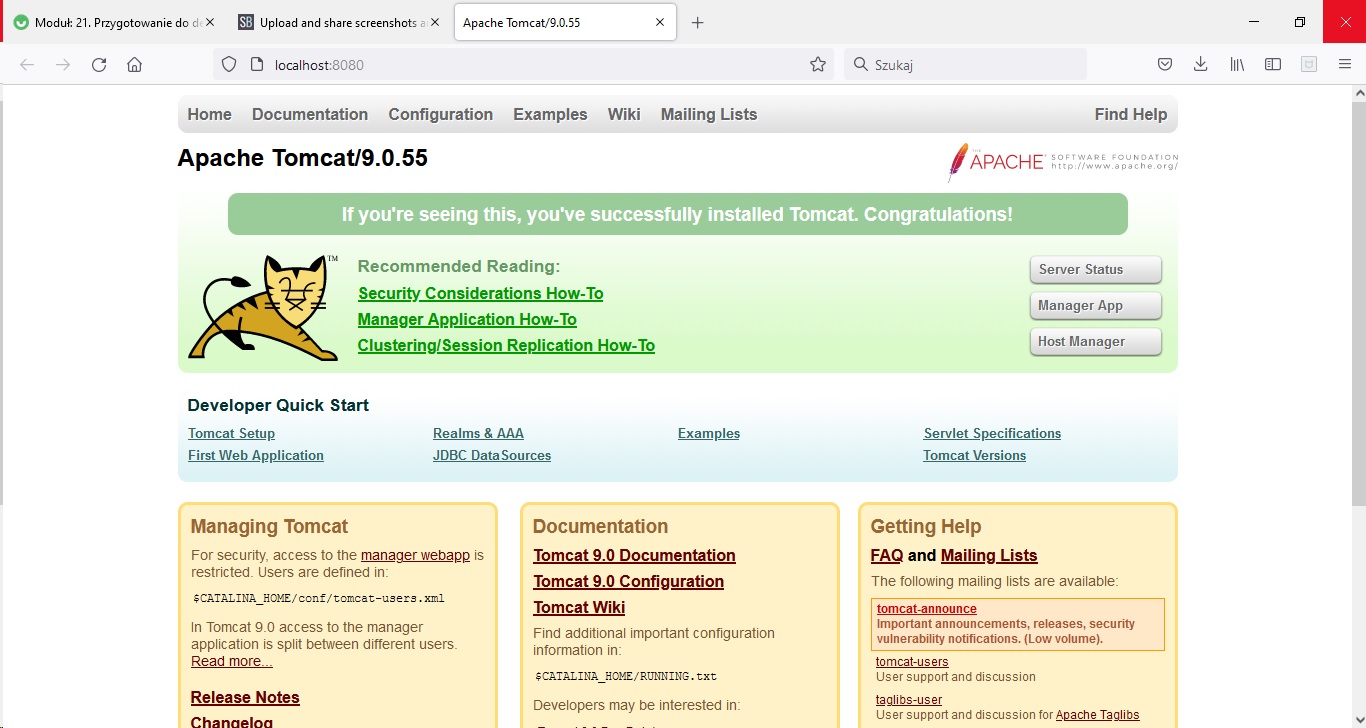 Moduł: 21. Przygotowanie do de
SB Upload and share screenshots a
Apache Tomcat/9.0.55
localhost:8080
Szukaj
Home Documentation Configuration Examples Wiki Mailing Lists Find Help
Apache Tomcat/9.0.55
THE APACHE SOFTWARE FOUNDATION
http://www.apache.org/
If you're seeing this, you've successfully installed Tomcat. Congratulations!
TM
Recommended Reading:
Security Considerations How-To
Manager Application How-To
Clustering/Session Replication How-To
Server Status
Manager App
Host Manager
Developer Quick Start
Tomcat Setup Realms & AAA Examples Servlet Specifications
First Web Application JDBC DataSources Tomcat Versions
Managing Tomcat
For security, access to the manager webapp is
restricted. Users are defined in:
$CATALINA_HOME/conf/tomcat-users.xml
In Tomcat 9.0 access to the manager
application is split between different users.
Read more...
Release Notes
Changelog
Documentation
Tomcat 9.0 Documentation
Tomcat 9.0 Configuration
Tomcat Wiki
Find additional important configuration
information in:
$CATALINA_HOME/RUNNING.txt
Developers may be interested in:
Getting Help
FAQ and Mailing Lists
The following mailing lists are available:
tomcat-announce
Important announcements, releases, security
vulnerability notifications. (Low volume).
tomcat-users
User support and discussion
taglibs-user
User support and discussion for Apache Taglibs